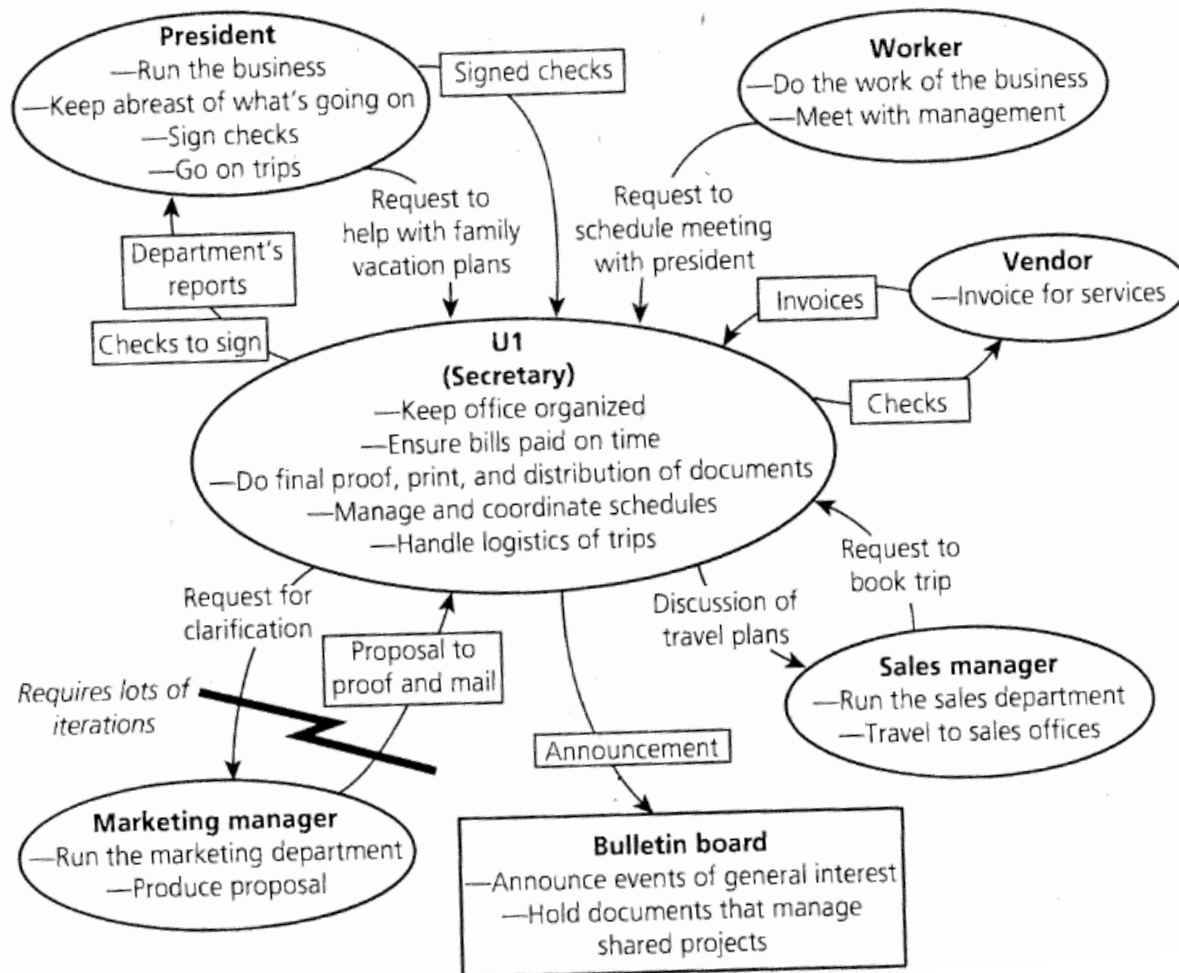 President
—Run the business
—Keep abreast of what's going on
—Sign checks
—Go on trips
Signed checks
Worker
—Do the work of the business
—Meet with management
Request to
help with family
vacation plans
Request to
schedule meeting
with president
Department's
reports
Checks to sign
Invoices
Vendor
—Invoice for services
Checks
U1
(Secretary)
—Keep office organized
—Ensure bills paid on time
—Do final proof, print, and distribution of documents
—Manage and coordinate schedules
—Handle logistics of trips
Request for
clarification
Proposal to
proof and mail
Requires lots of
iterations
Discussion of
travel plans
Request to
book trip
Sales manager
—Run the sales department
—Travel to sales offices
Announcement
Marketing manager
—Run the marketing department
—Produce proposal
Bulletin board
—Announce events of general interest
—Hold documents that manage
shared projects